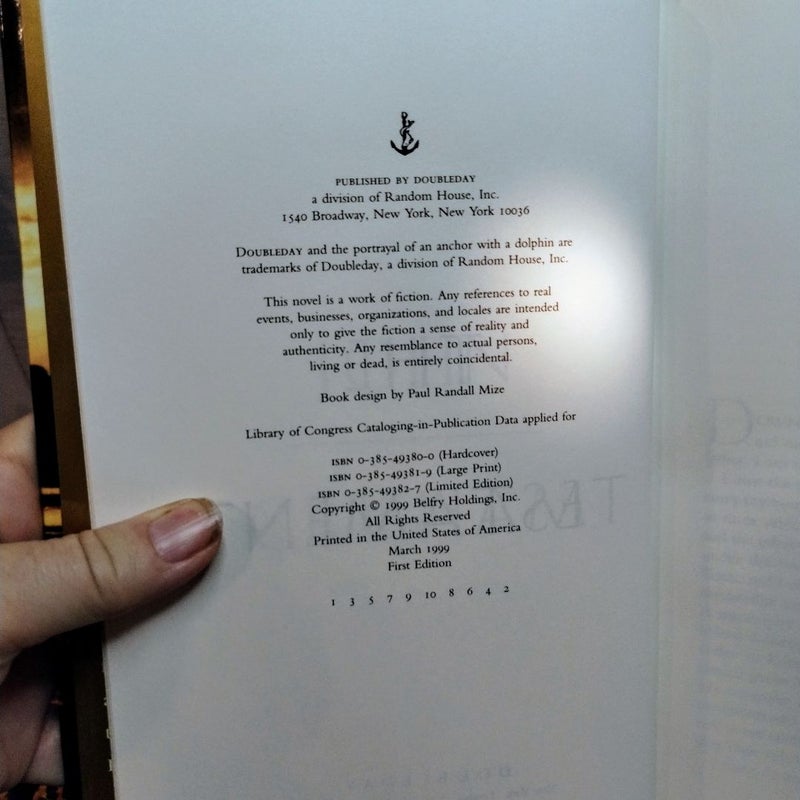 PUBLISHED BY DOUBLEDAY
a division of Random House, Inc.
1540 Broadway, New York, New York 10036
DOUBLEDAY and the portrayal of an anchor with a dolphin are
trademarks of Doubleday, a division of Random House, Inc.
This novel is a work of fiction. Any references to real
events, businesses, organizations, and locales are intended
only to give the fiction a sense of reality and
authenticity. Any resemblance to actual persons,
living or dead, is entirely coincidental.
Book design by Paul Randall Mize
Library of Congress Cataloging-in-Publication Data applied for
ISBN 0-385-49380-0 (Hardcover)
ISBN 0-385-49381-9 (Large Print)
ISBN 0-385-49382-7 (Limited Edition)
Copyright © 1999 Belfry Holdings, Inc.
All Rights Reserved
Printed in the United States of America
March 1999
First Edition
1 3 5 7 9 10 8 6 4 2